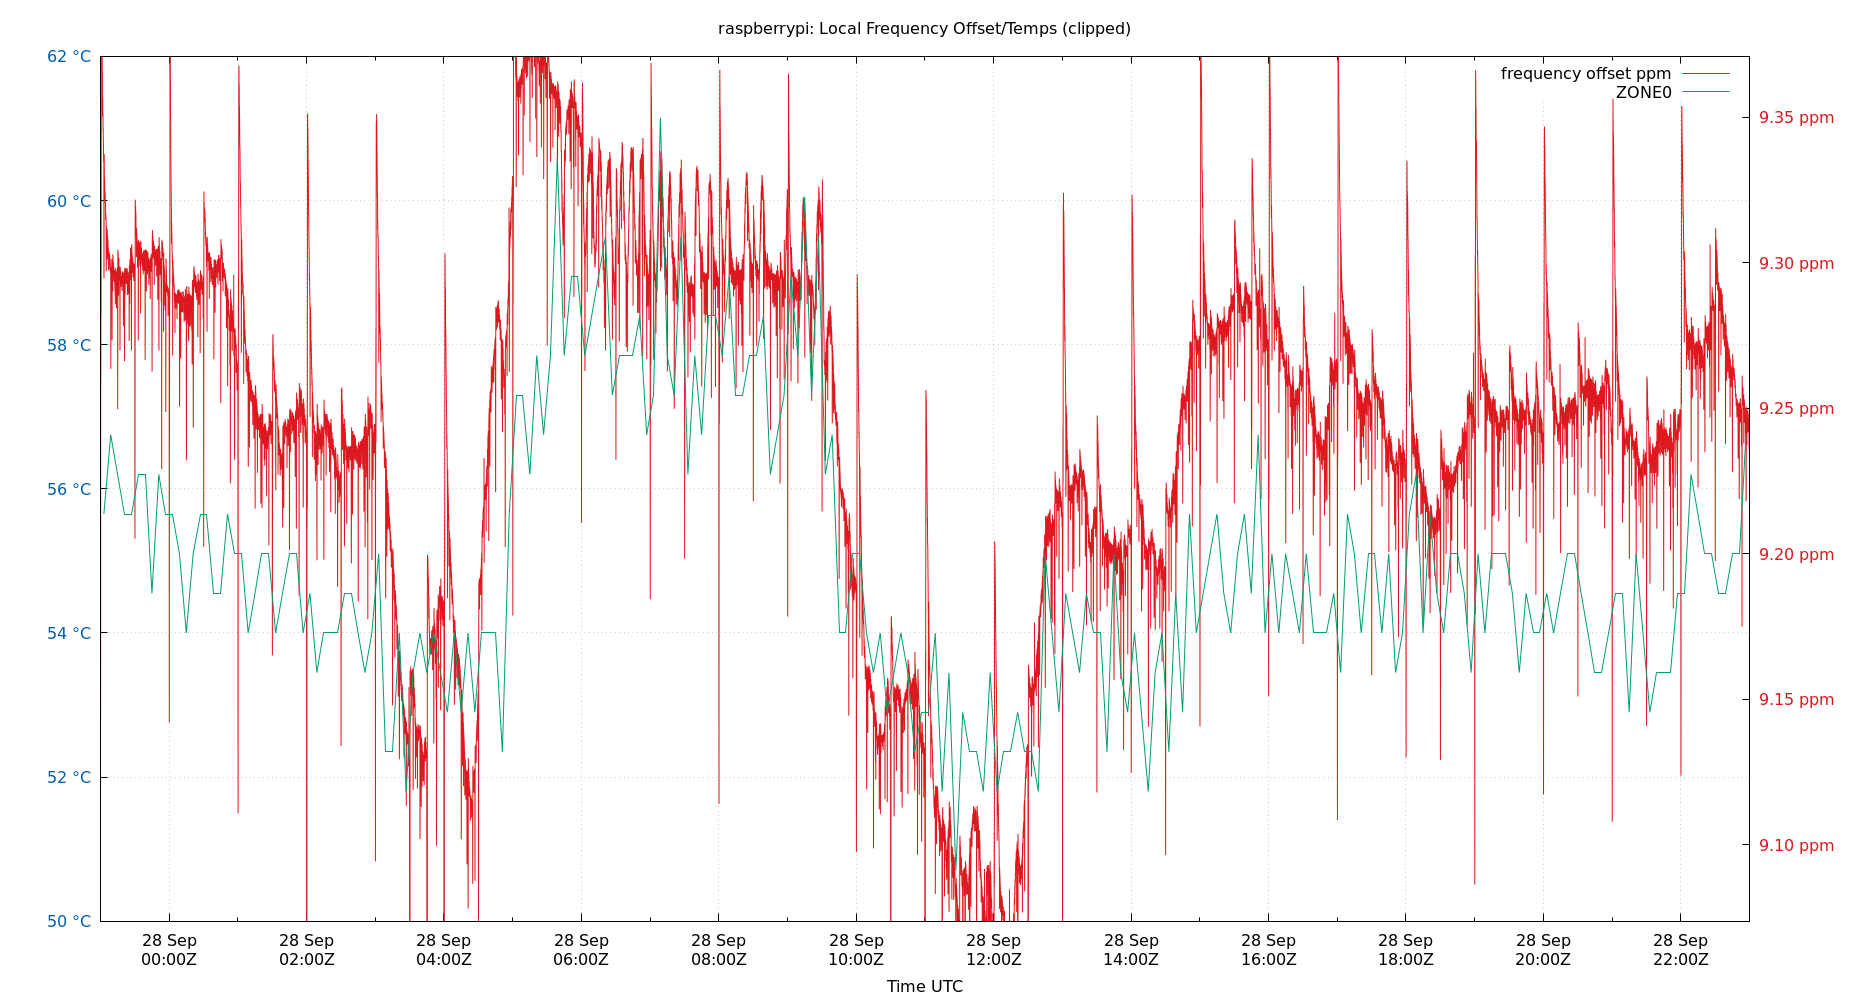 raspberrypi: Local Frequency Offset/Temps (clipped)
frequency offset ppm
ZONE0
62 °C
60 °C
58 °C
56 °C
54 °C
52 °C
50 °C
9.35 ppm
9.30 ppm
9.25 ppm
9.20 ppm
9.15 ppm
9.10 ppm
28 Sep
00:00Z
28 Sep
02:00Z
28 Sep
04:00Z
28 Sep
06:00Z
28 Sep
08:00Z
28 Sep
10:00Z
28 Sep
12:00Z
28 Sep
14:00Z
28 Sep
16:00Z
28 Sep
18:00Z
28 Sep
20:00Z
28 Sep
22:00Z
Time UTC